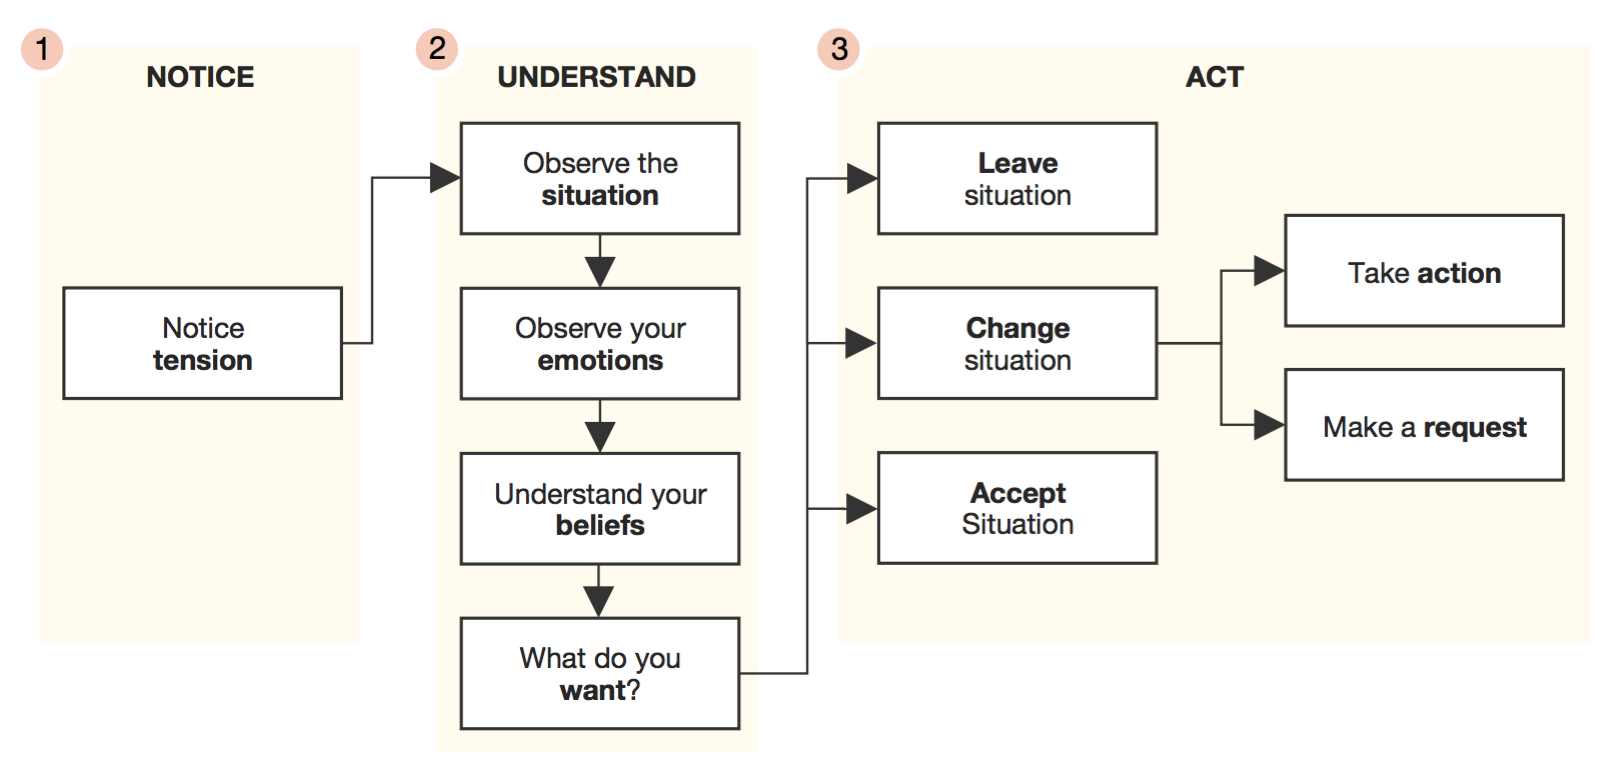 1
NOTICE
Notice
tension
2
UNDERSTAND
Observe the
situation
Observe your
emotions
Understand your
beliefs
What do you
want?
3
ACT
Leave
situation
Change
situation
Accept
Situation
Take action
Make a request